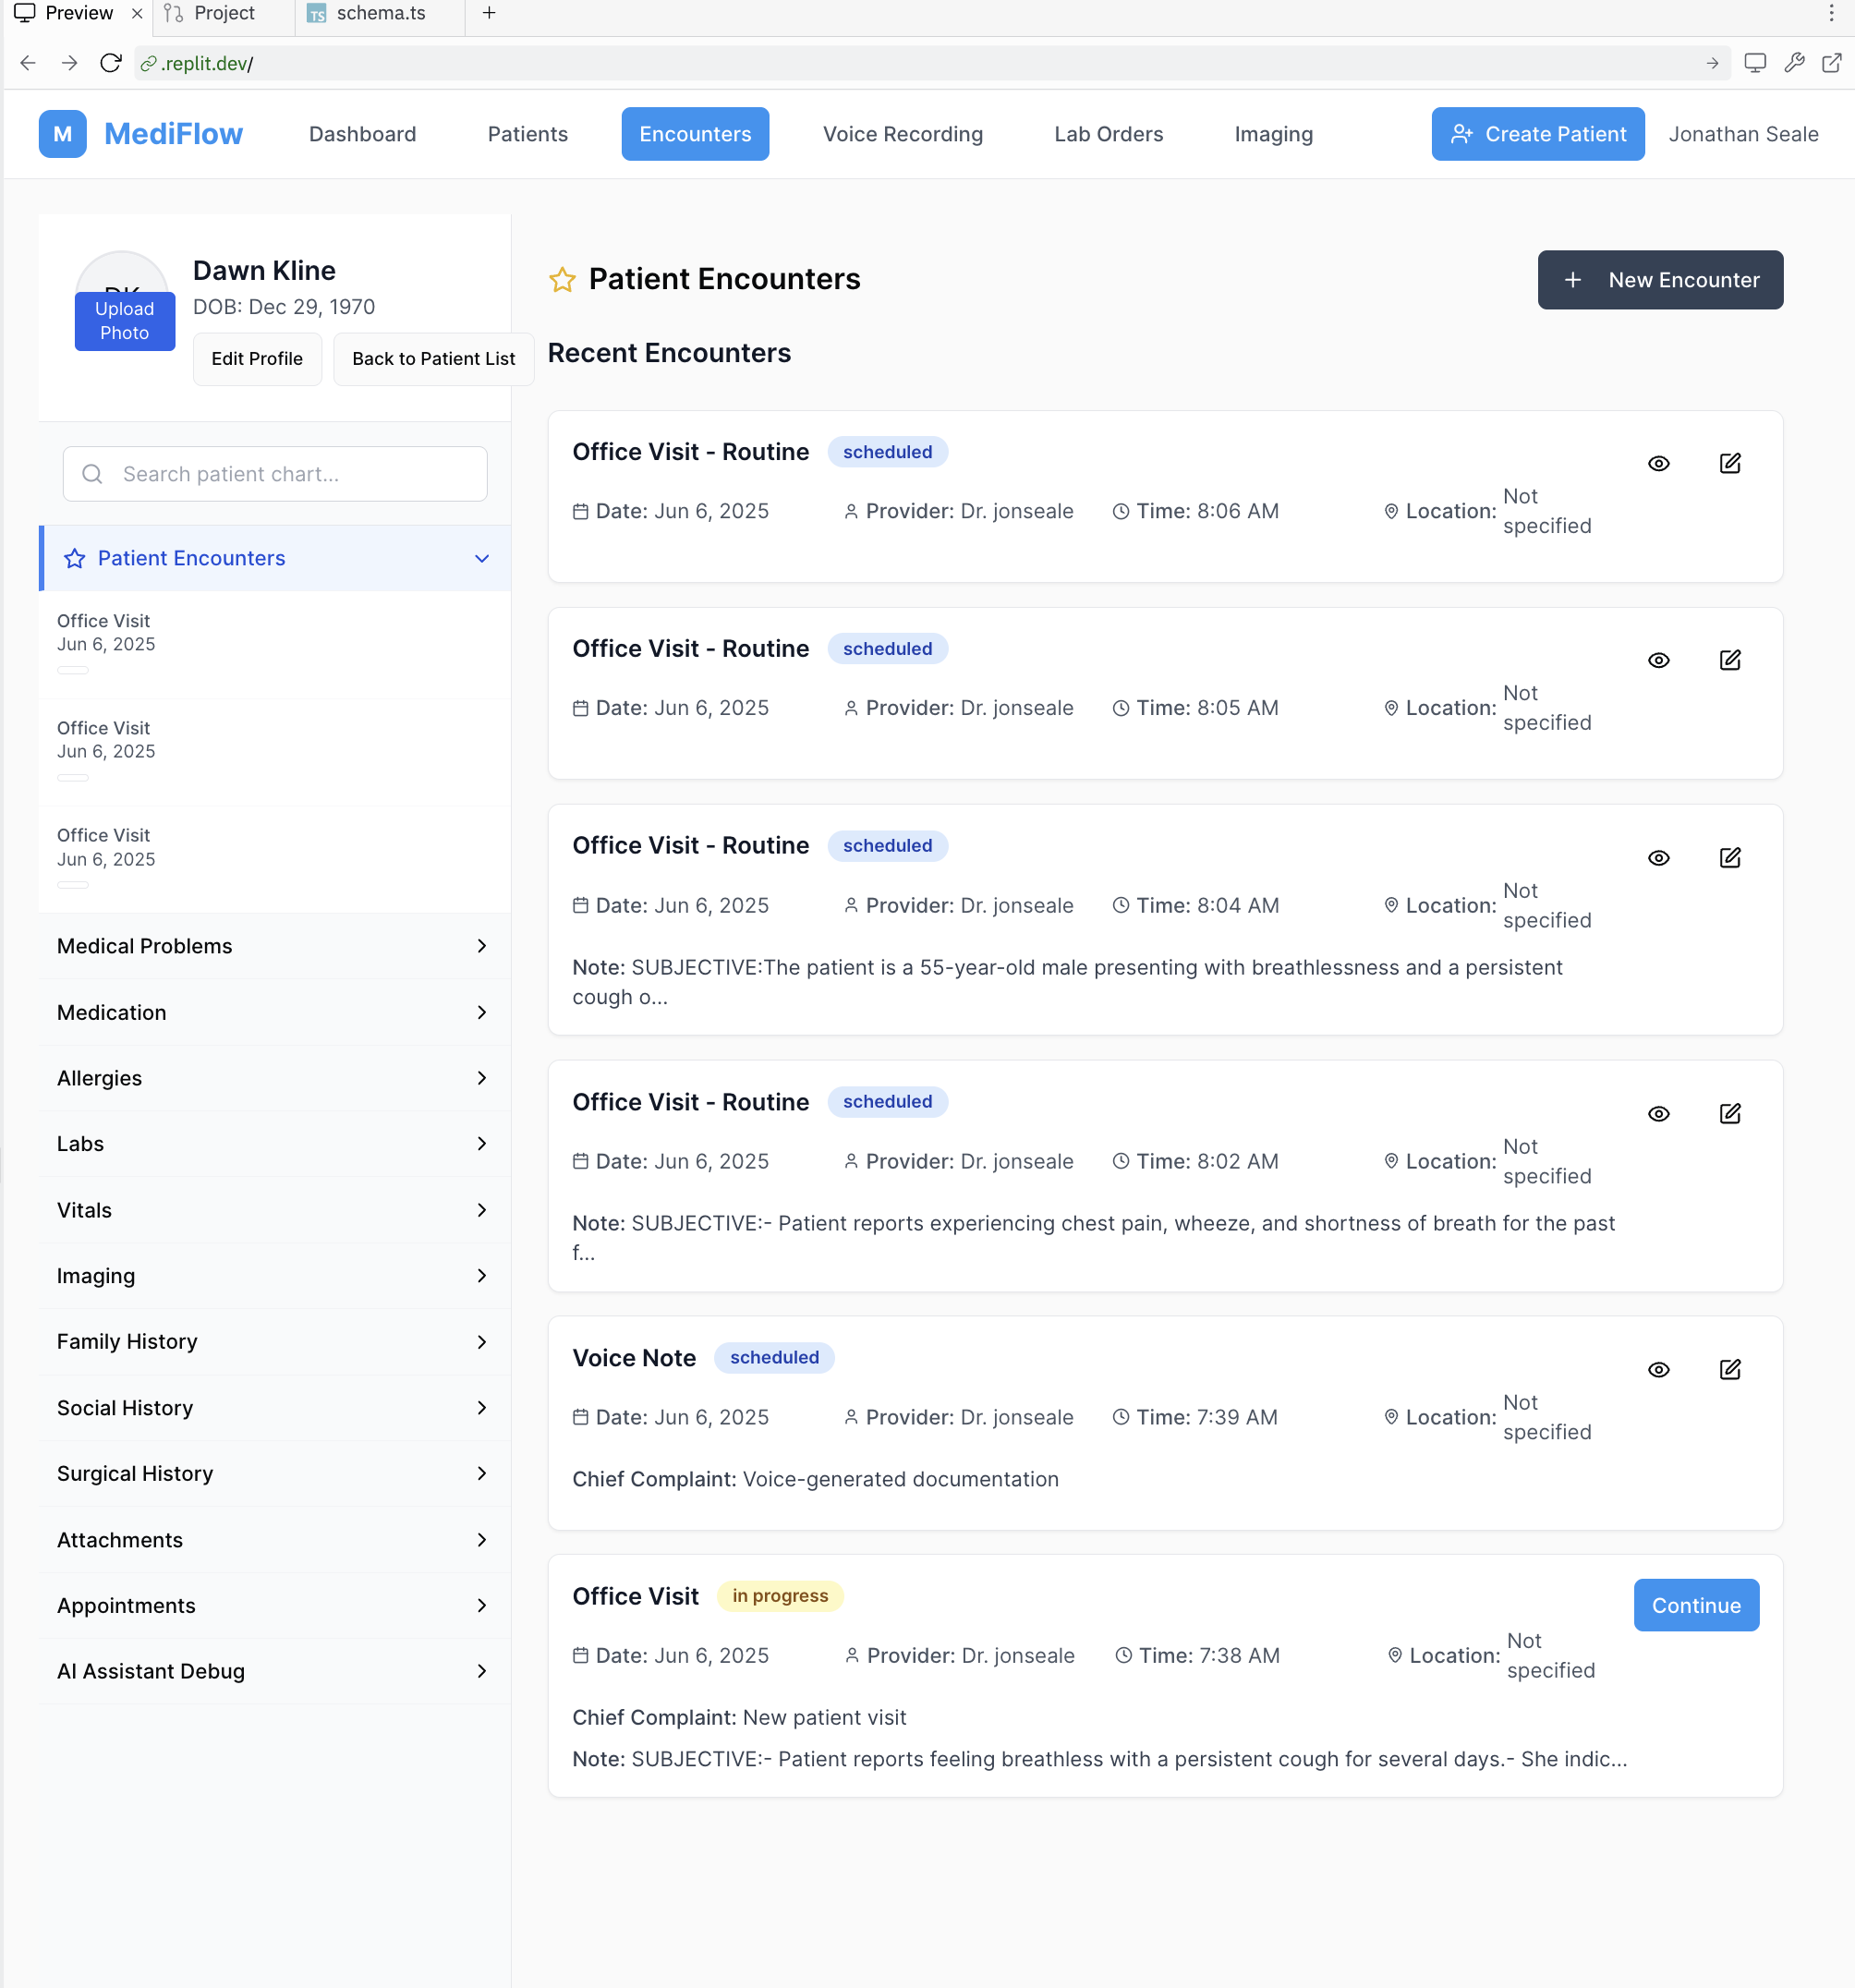 Preview
Project
TS schema.ts
.replit.dev/
M MediFlow
Dashboard
Patients
Encounters
Voice Recording
Lab Orders
Imaging
Create Patient
Jonathan Seale
Dawn Kline
DOB: Dec 29, 1970
Upload
Photo
Edit Profile
Back to Patient List
Search patient chart...
Patient Encounters
Office Visit
Jun 6, 2025
Office Visit
Jun 6, 2025
Office Visit
Jun 6, 2025
Medical Problems
Medication
Allergies
Labs
Vitals
Imaging
Family History
Social History
Surgical History
Attachments
Appointments
AI Assistant Debug
Patient Encounters
New Encounter
Recent Encounters
Office Visit - Routine scheduled
Date: Jun 6, 2025 Provider: Dr. jonseale Time: 8:06 AM Location: Not
specified
Office Visit - Routine scheduled
Date: Jun 6, 2025 Provider: Dr. jonseale Time: 8:05 AM Location: Not
specified
Office Visit - Routine scheduled
Date: Jun 6, 2025 Provider: Dr. jonseale Time: 8:04 AM Location: Not
specified
Note: SUBJECTIVE:The patient is a 55-year-old male presenting with breathlessness and a persistent
cough o...
Office Visit - Routine scheduled
Date: Jun 6, 2025 Provider: Dr. jonseale Time: 8:02 AM Location: Not
specified
Note: SUBJECTIVE:- Patient reports experiencing chest pain, wheeze, and shortness of breath for the past
f...
Voice Note scheduled
Date: Jun 6, 2025 Provider: Dr. jonseale Time: 7:39 AM Location: Not
specified
Chief Complaint: Voice-generated documentation
Office Visit in progress
Continue
Date: Jun 6, 2025 Provider: Dr. jonseale Time: 7:38 AM Location: Not
specified
Chief Complaint: New patient visit
Note: SUBJECTIVE:- Patient reports feeling breathless with a persistent cough for several days.- She indic...